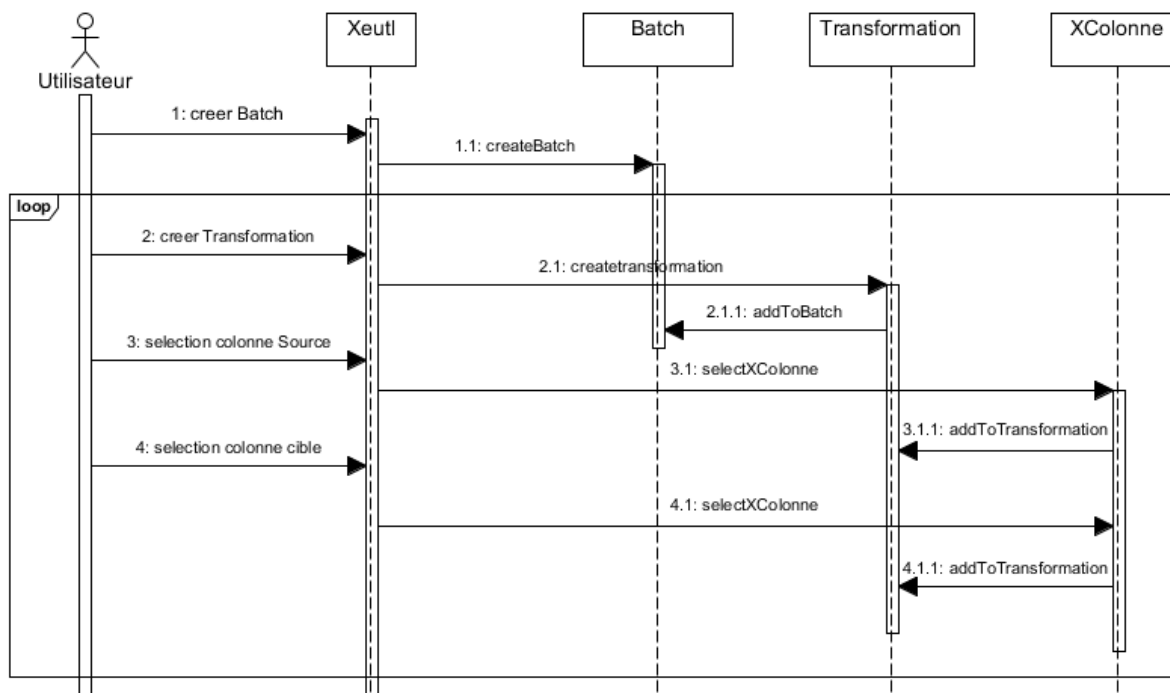 Utilisateur
Xeutl
Batch
Transformation
XColonne
1: creer Batch
1.1: createBatch
loop
2: creer Transformation
2.1: createtransformation
2.1.1: addToBatch
3: selection colonne Source
3.1: selectXColonne
3.1.1: addToTransformation
4: selection colonne cible
4.1: selectXColonne
4.1.1: addToTransformation